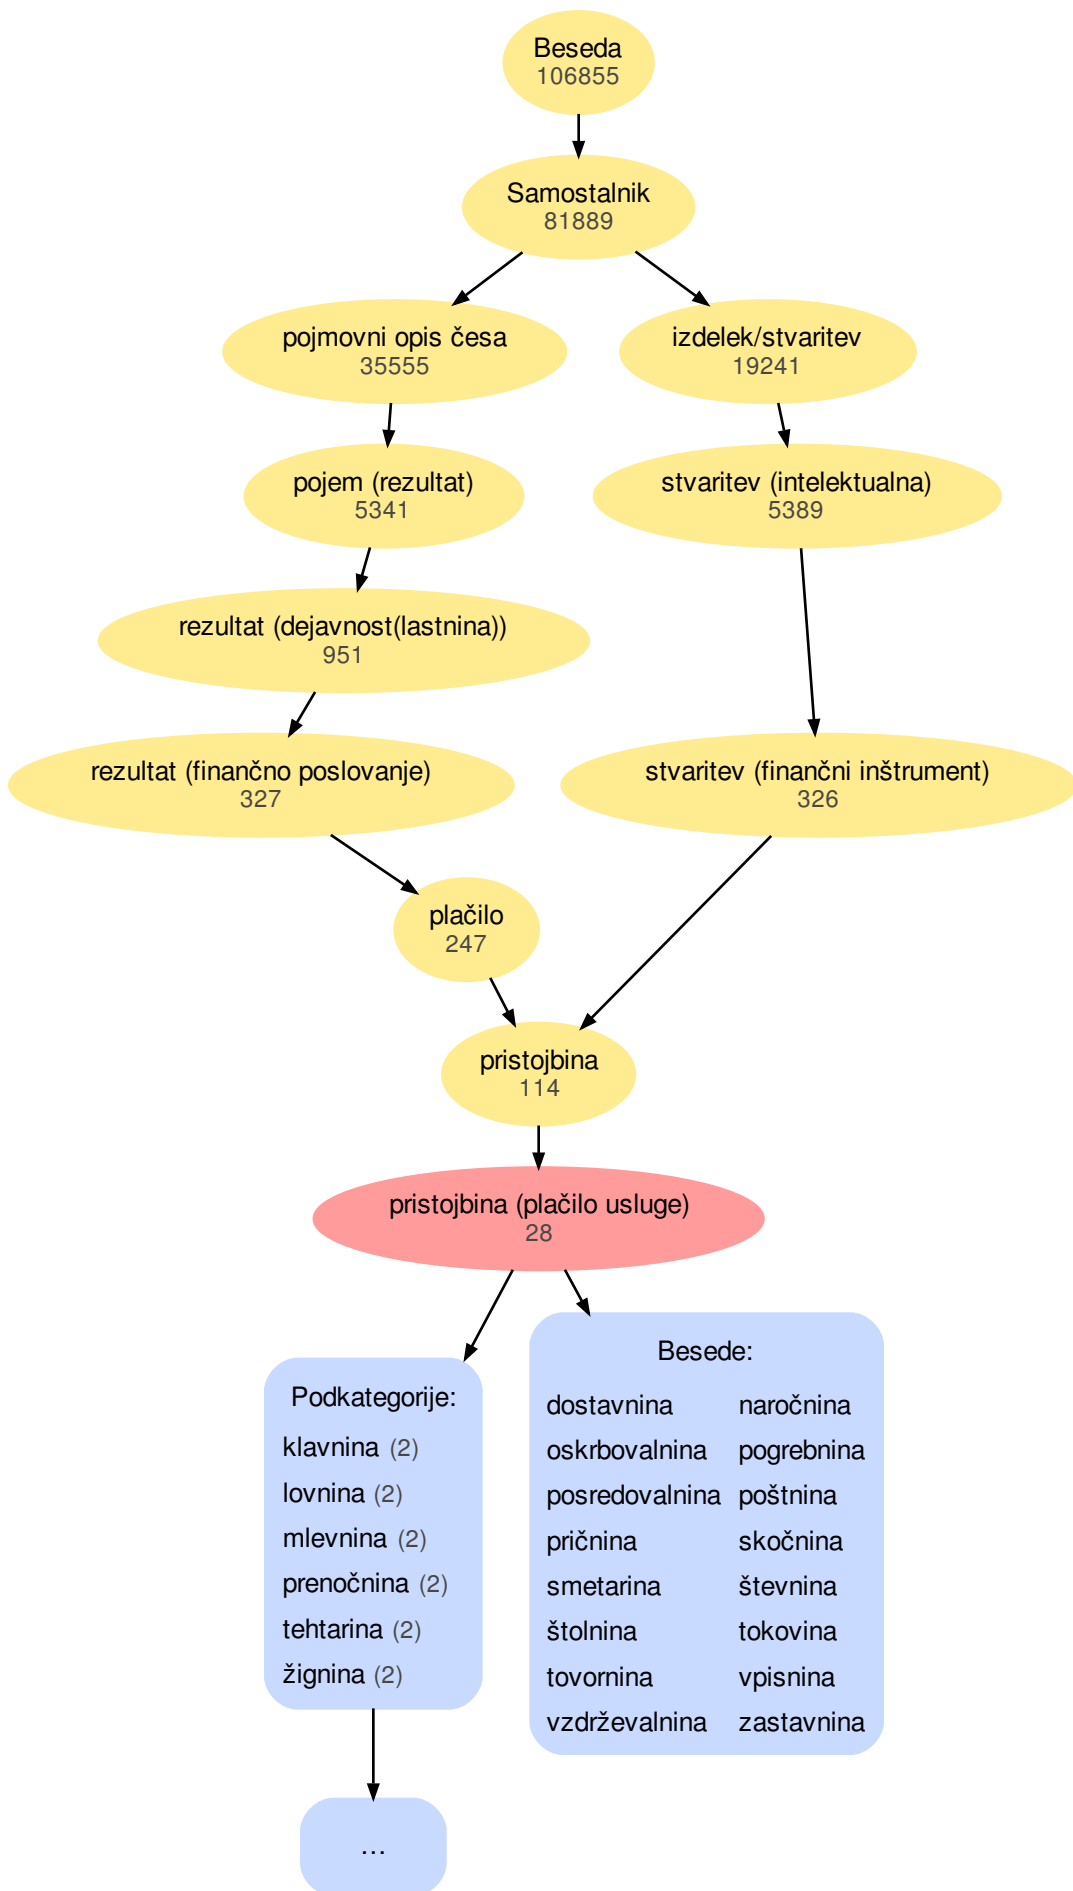 Beseda
106855
Samostalnik
81889
pojmovni opis česa
35555
izdelek/stvaritev
19241
pojem (rezultat)
5341
stvaritev (intelektualna)
5389
rezultat (dejavnost(lastnina))
951
rezultat (finančno poslovanje)
327
stvaritev (finančni inštrument)
326
plačilo
247
pristojbina
114
pristojbina (plačilo usluge)
28
Podkategorije:
klavnina (2)
lovnina (2)
mlevnina (2)
prenočnina (2)
tehtarina (2)
žignina (2)
...
Besede:
dostavnina naročnina
oskrbovalnina pogrebnina
posredovalnina poštnina
pričnina skočnina
smetarina števnina
štolnina tokovina
tovornina vpisnina
vzdrževalnina zastavnina